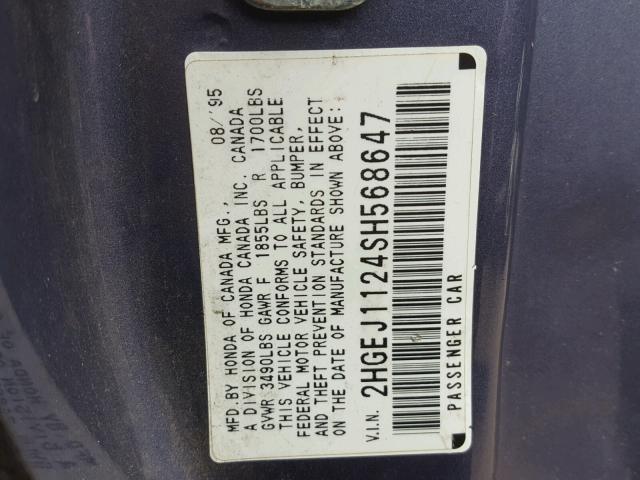 MFD.BY HONDA OF CANADA MFG., 08/'95
A DIVISION OF HONDA CANADA INC. CANADA
GVWR 3490LBS GAWR F 1855LBS R 1700LBS
THIS VEHICLE CONFORMS TO ALL APPLICABLE
FEDERAL MOTOR VEHICLE SAFETY, BUMPER,
AND THEFT PREVENTION STANDARDS IN EFFECT
ON THE DATE OF MANUFACTURE SHOWN ABOVE:
V.I.N. 2HGEJ1124SH568647
PASSENGER CAR